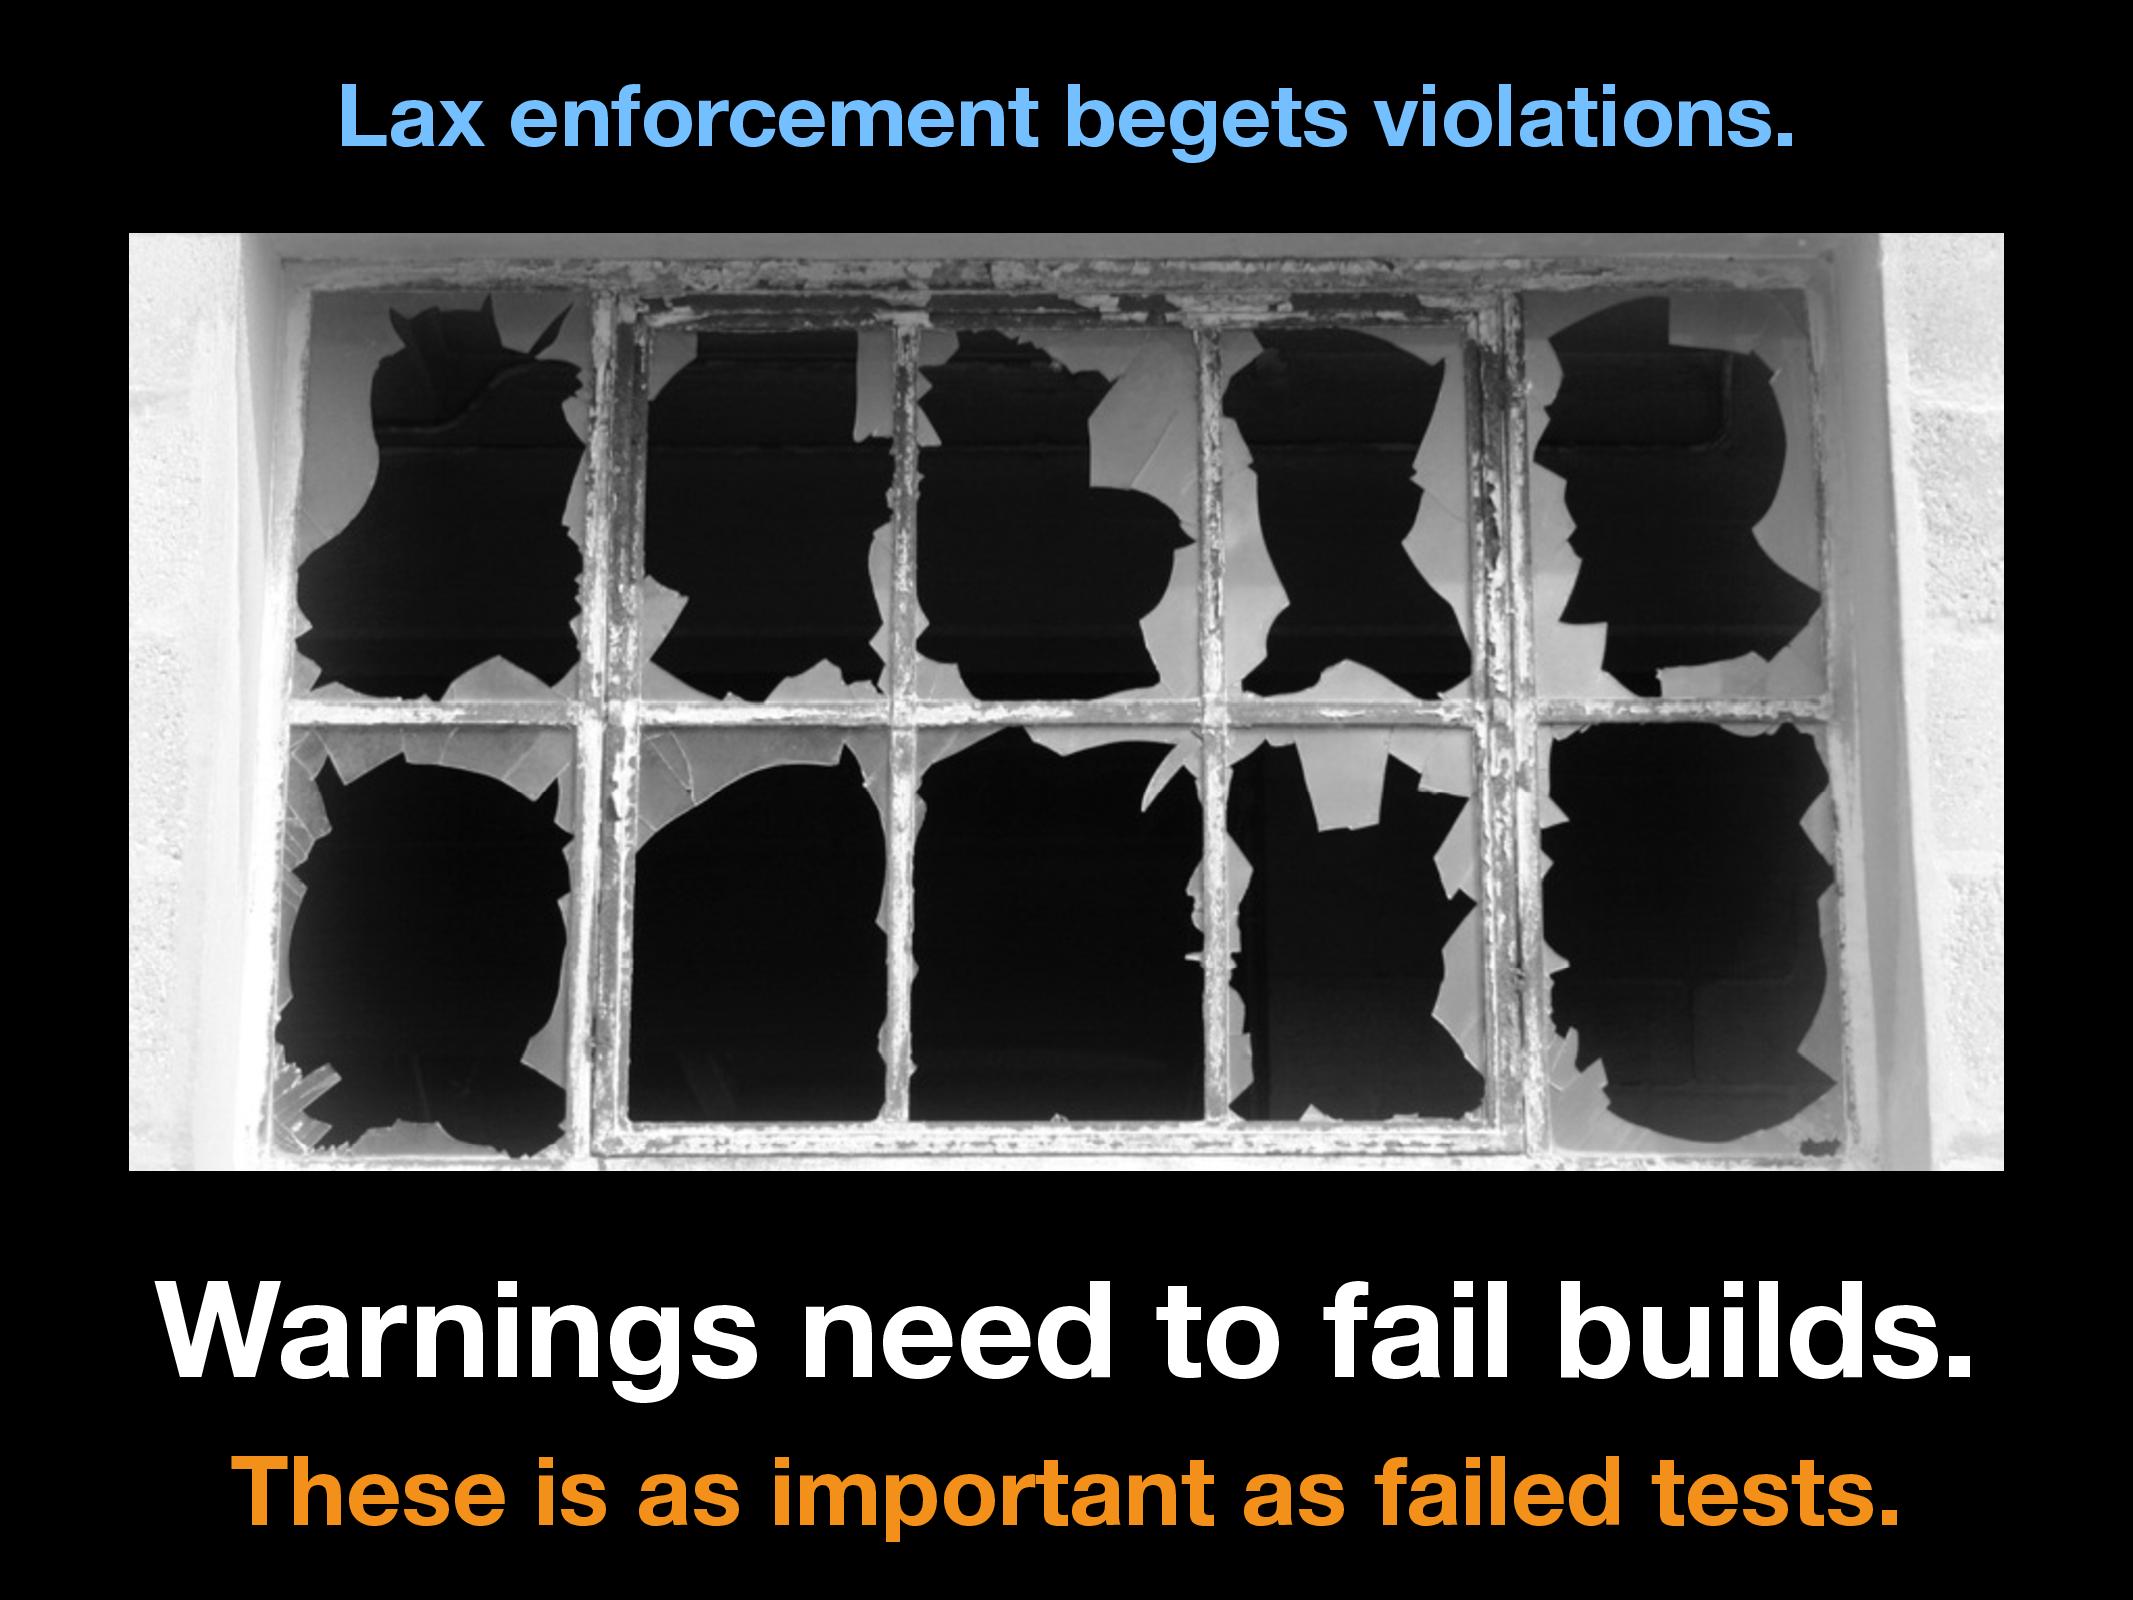 Lax enforcement begets violations.
Warnings need to fail builds.
These is as important as failed tests.